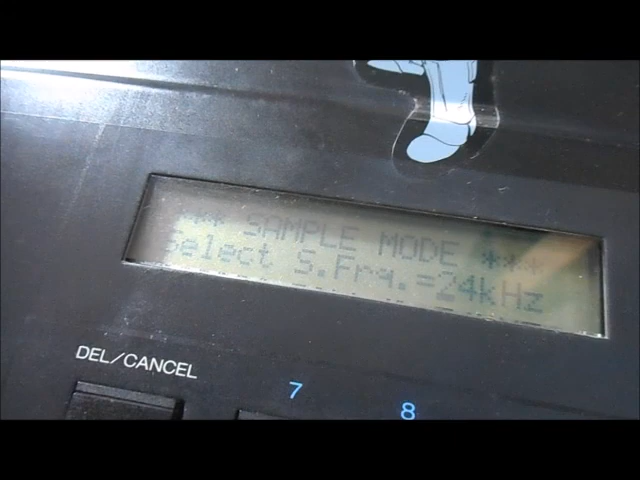 *** SAMPLE MODE ***
Select S.Frq.=24kHz
DEL/CANCEL
7
8